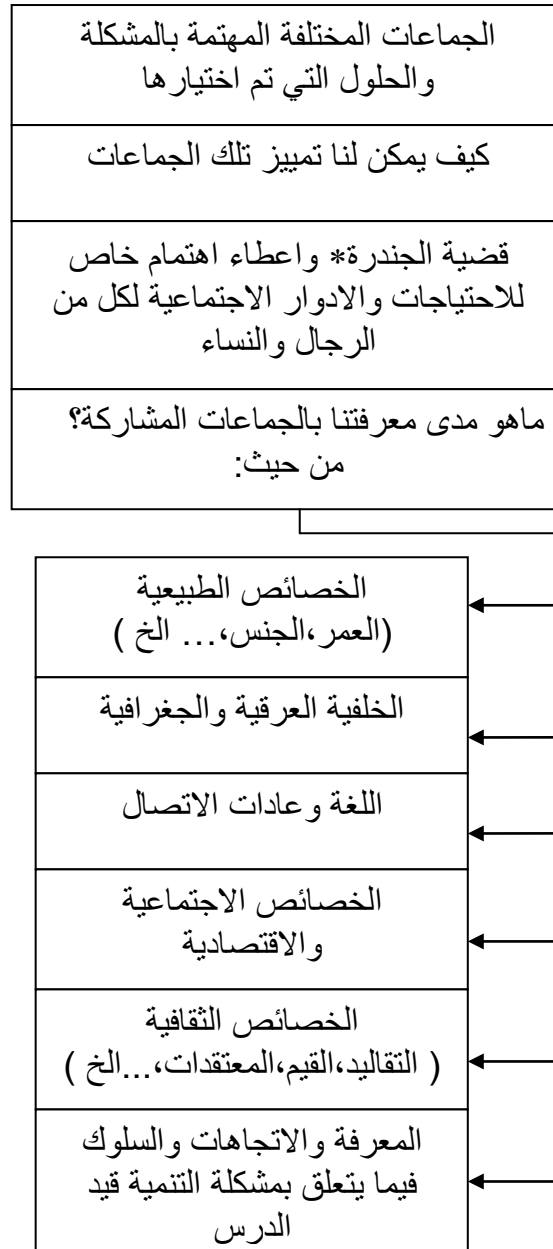 الجماعات المختلفة المهتمة بالمشكلة
والحلول التي تم اختيارها
كيف يمكن لنا تمييز تلك الجماعات
قضية الجندرة* واعطاء اهتمام خاص
للاحتياجات والادوار الاجتماعية لكل من
الرجال والنساء
ماهو مدى معرفتنا بالجماعات المشاركة؟
من حيث:
الخصائص الطبيعية
(العمر،الجنس،... الخ )
الخلفية العرقية والجغرافية
اللغة وعادات الاتصال
الخصائص الاجتماعية
والاقتصادية
الخصائص الثقافية
( التقاليد،القيم،المعتقدات،...الخ )
المعرفة والاتجاهات والسلوك
فيما يتعلق بمشكلة التنمية قيد
الدرس